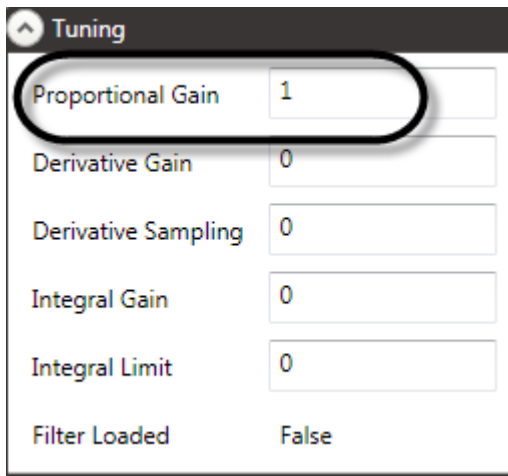 Tuning
Proportional Gain 1
Derivative Gain 0
Derivative Sampling 0
Integral Gain 0
Integral Limit 0
Filter Loaded False